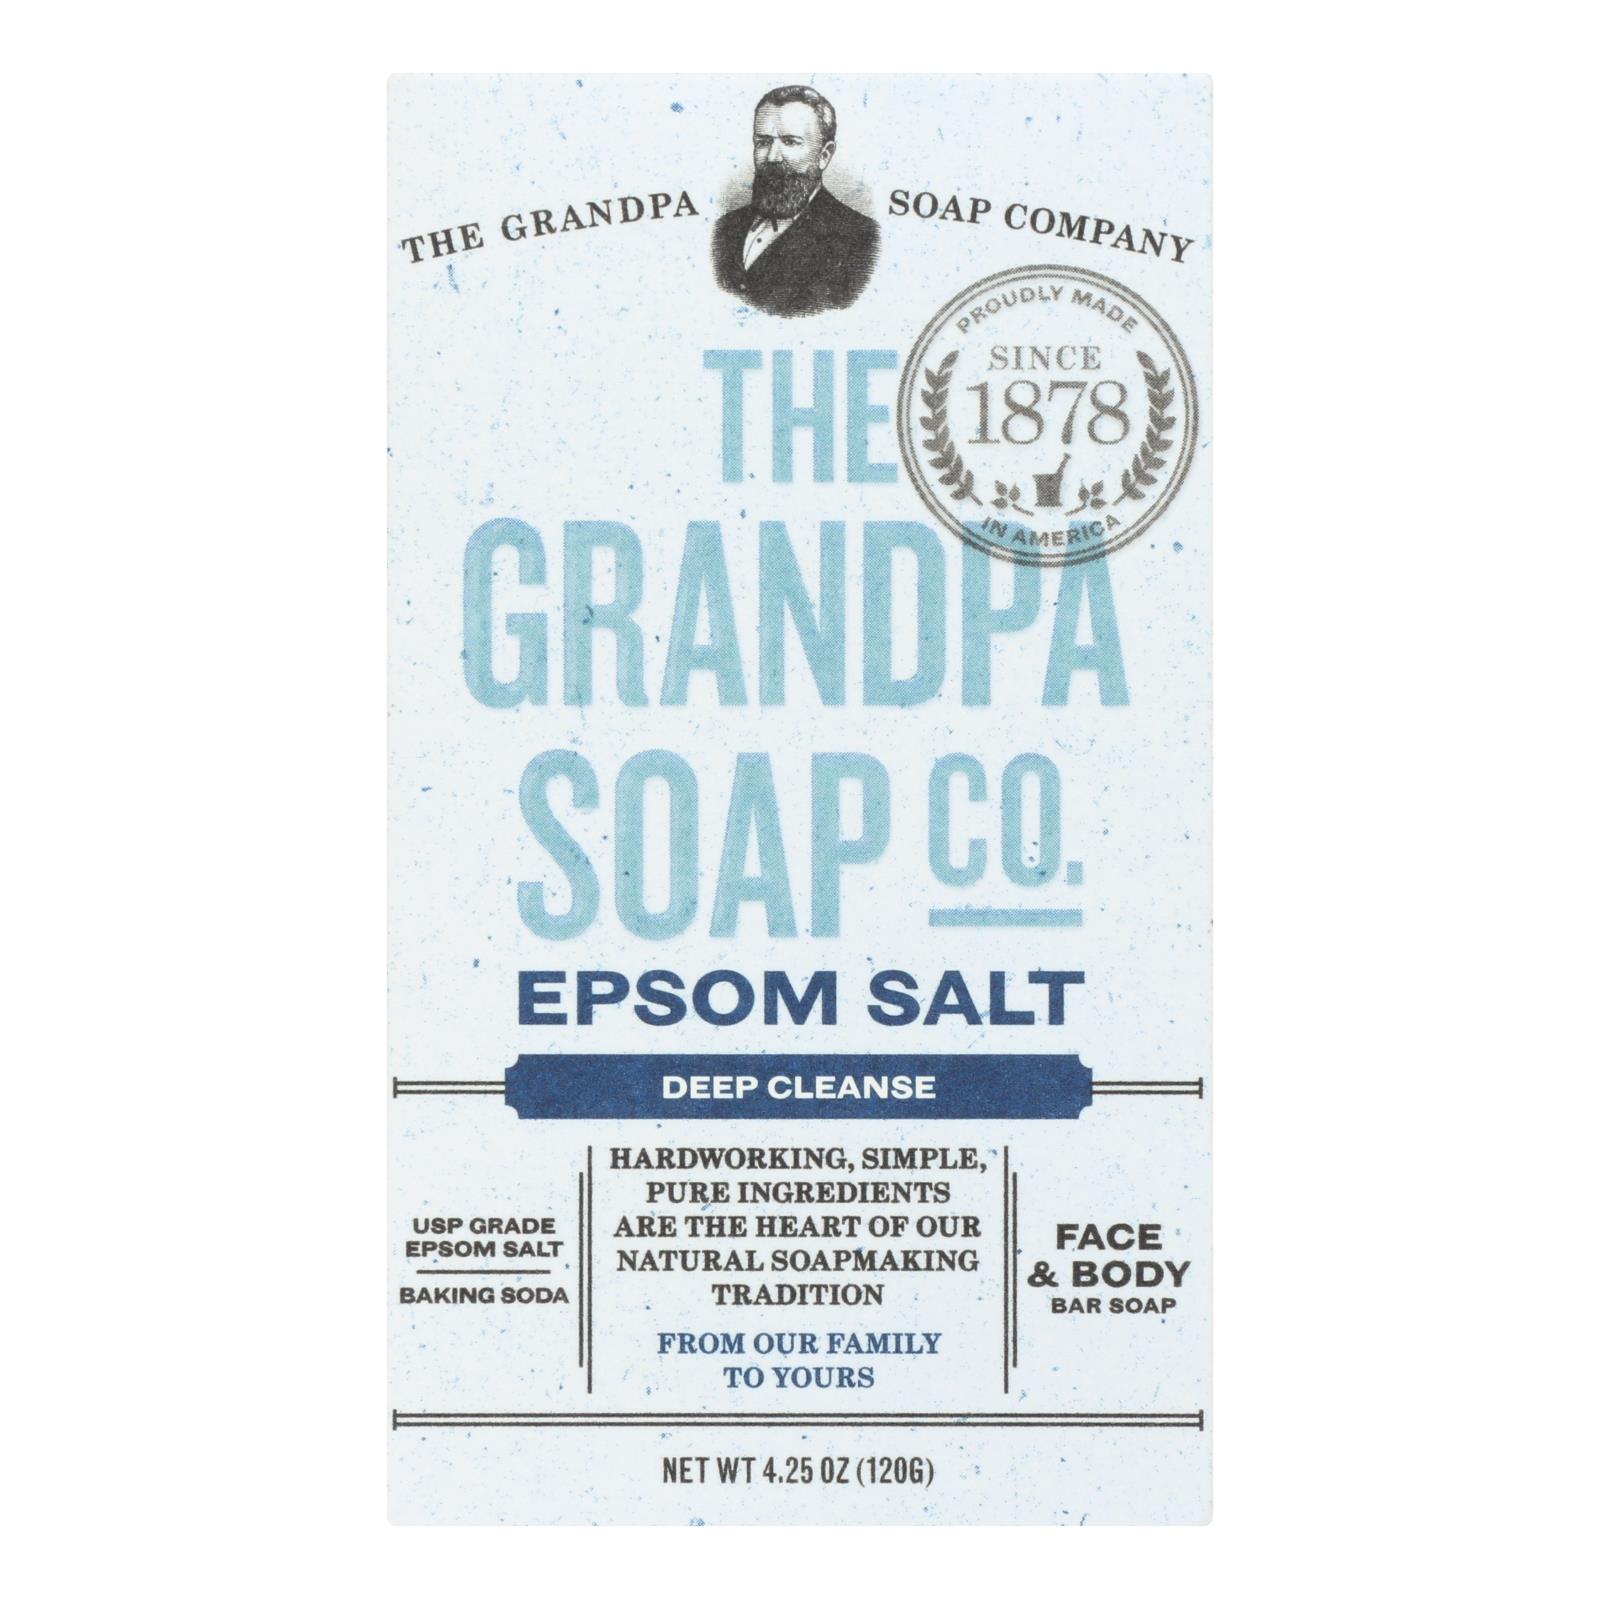 THE GRANDPA SOAP COMPANY
PROUDLY MADE
SINCE
1878
IN AMERICA
THE
GRANDPA
SOAP CO.
EPSOM SALT
DEEP CLEANSE
USP GRADE
EPSOM SALT
BAKING SODA
HARDWORKING, SIMPLE,
PURE INGREDIENTS
ARE THE HEART OF OUR
NATURAL SOAPMAKING
TRADITION
FROM OUR FAMILY
TO YOURS
FACE
& BODY
BAR SOAP
NET WT 4.25 OZ (120G)